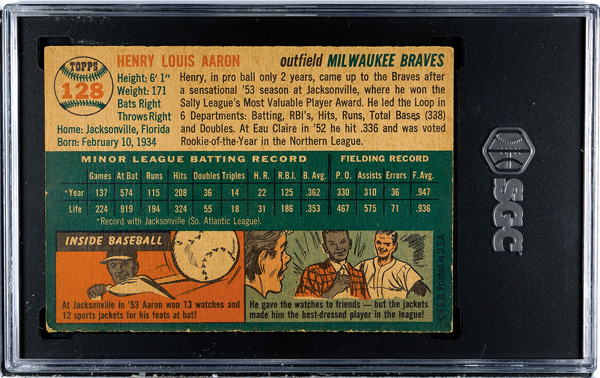 TOPPS
128
HENRY LOUIS AARON
outfield MILWAUKEE BRAVES
Height: 6' 1"
Weight: 171
Bats Right
Throws Right
Home: Jacksonville, Florida
Born: February 10, 1934
Henry, in pro ball only 2 years, came up to the Braves after
a sensational '53 season at Jacksonville, where he won the
Sally League's Most Valuable Player Award. He led the Loop in
6 Departments: Batting, RBI's, Hits, Runs, Total Bases (338)
and Doubles. At Eau Claire in '52 he hit .336 and was voted
Rookie-of-the-Year in the Northern League.
MINOR LEAGUE BATTING RECORD FIELDING RECORD
Games At Bat Runs Hits Doubles Triples H.R. R.B.I. B. Avg. P.O. Assists Errors F. Avg.
*Year 137 574 115 208 36 14 22 125 .362 330 310 36 .947
Life 224 919 194 324 55 18 31 186 .353 467 575 71 .936
*Record with Jacksonville (So. Atlantic League).
INSIDE BASEBALL
At Jacksonville in '53 Aaron won 13 watches and
12 sports jackets for his feats at bat!
He gave the watches to friends — but the jackets
made him the best-dressed player in the league!
© T.C.G. Printed in U.S.A.
SGC